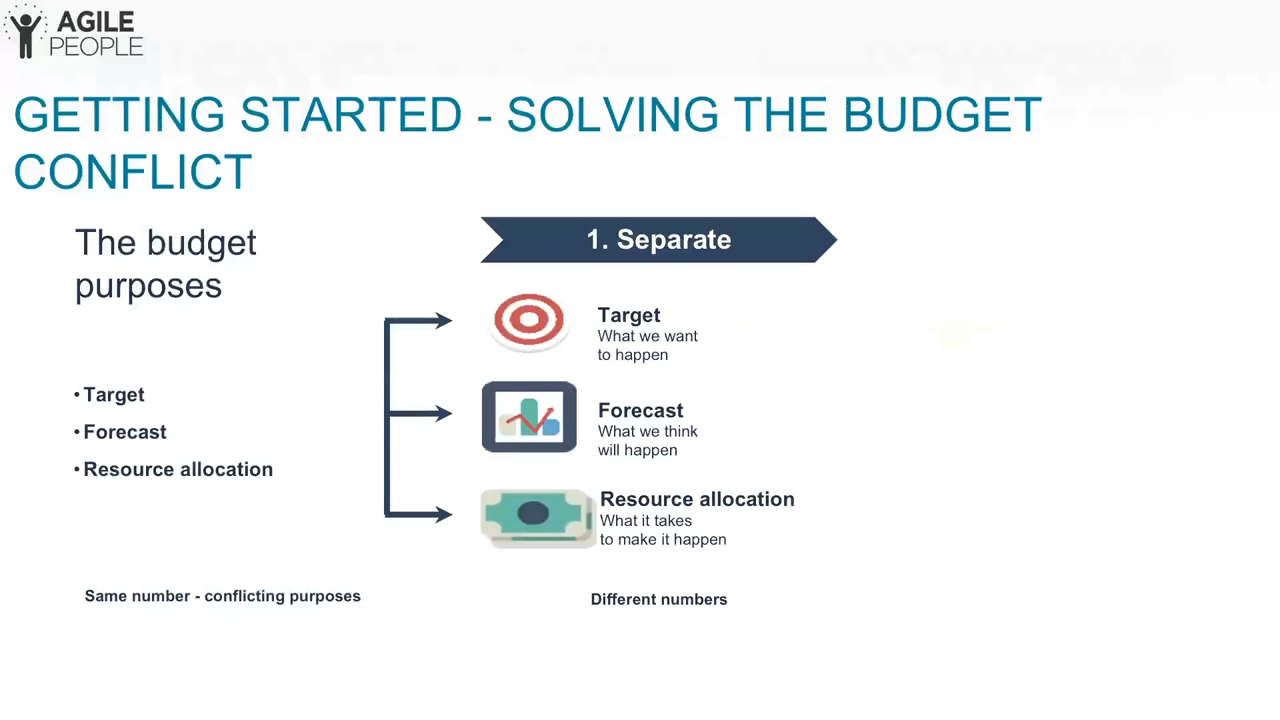 AGILE
PEOPLE
GETTING STARTED - SOLVING THE BUDGET
CONFLICT
The budget
purposes
• Target
• Forecast
• Resource allocation
Same number - conflicting purposes
1. Separate
Target
What we want
to happen
Forecast
What we think
will happen
Resource allocation
What it takes
to make it happen
Different numbers